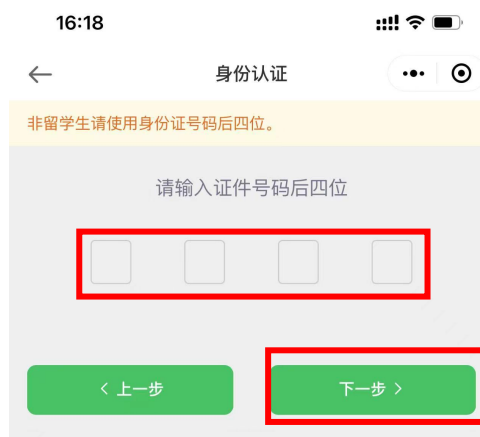 16:18
身份认证
非留学生请使用身份证号码后四位。
请输入证件号码后四位
< 上一步
下一步 >